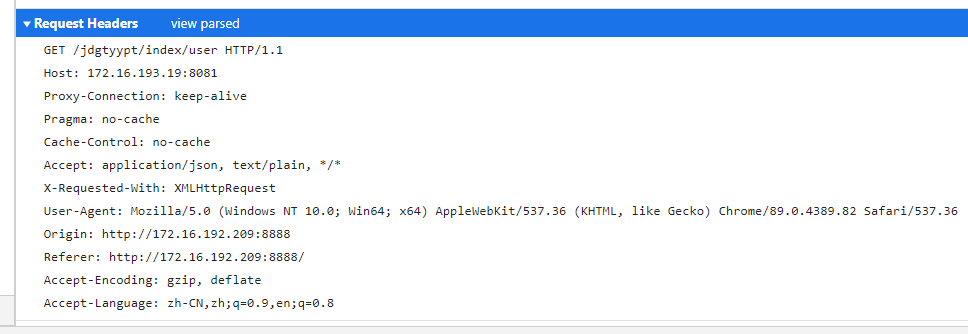 Request Headers view parsed
GET /jdgtyypt/index/user HTTP/1.1
Host: 172.16.193.19:8081
Proxy-Connection: keep-alive
Pragma: no-cache
Cache-Control: no-cache
Accept: application/json, text/plain, */*
X-Requested-With: XMLHttpRequest
User-Agent: Mozilla/5.0 (Windows NT 10.0; Win64; x64) AppleWebKit/537.36 (KHTML, like Gecko) Chrome/89.0.4389.82 Safari/537.36
Origin: http://172.16.192.209:8888
Referer: http://172.16.192.209:8888/
Accept-Encoding: gzip, deflate
Accept-Language: zh-CN,zh;q=0.9,en;q=0.8